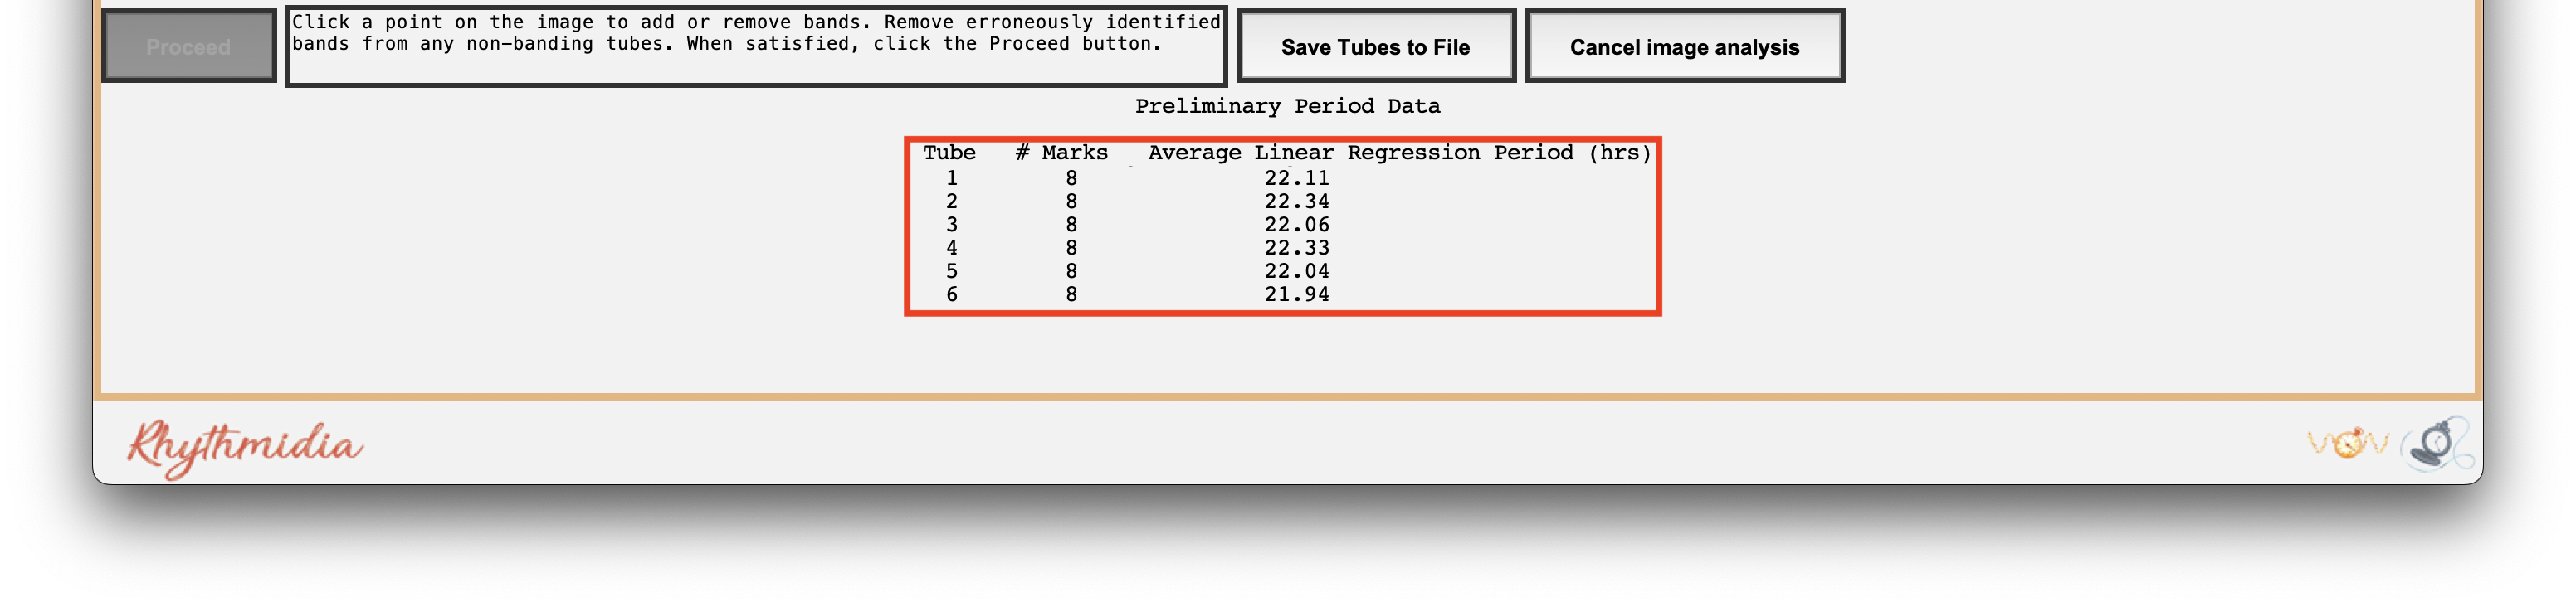 Proceed
Click a point on the image to add or remove bands. Remove erroneously identified
bands from any non-banding tubes. When satisfied, click the Proceed button.
Save Tubes to File
Cancel image analysis
Preliminary Period Data
Tube # Marks Average Linear Regression Period (hrs)
1 8 22.11
2 8 22.34
3 8 22.06
4 8 22.33
5 8 22.04
6 8 21.94
Rhythmidia